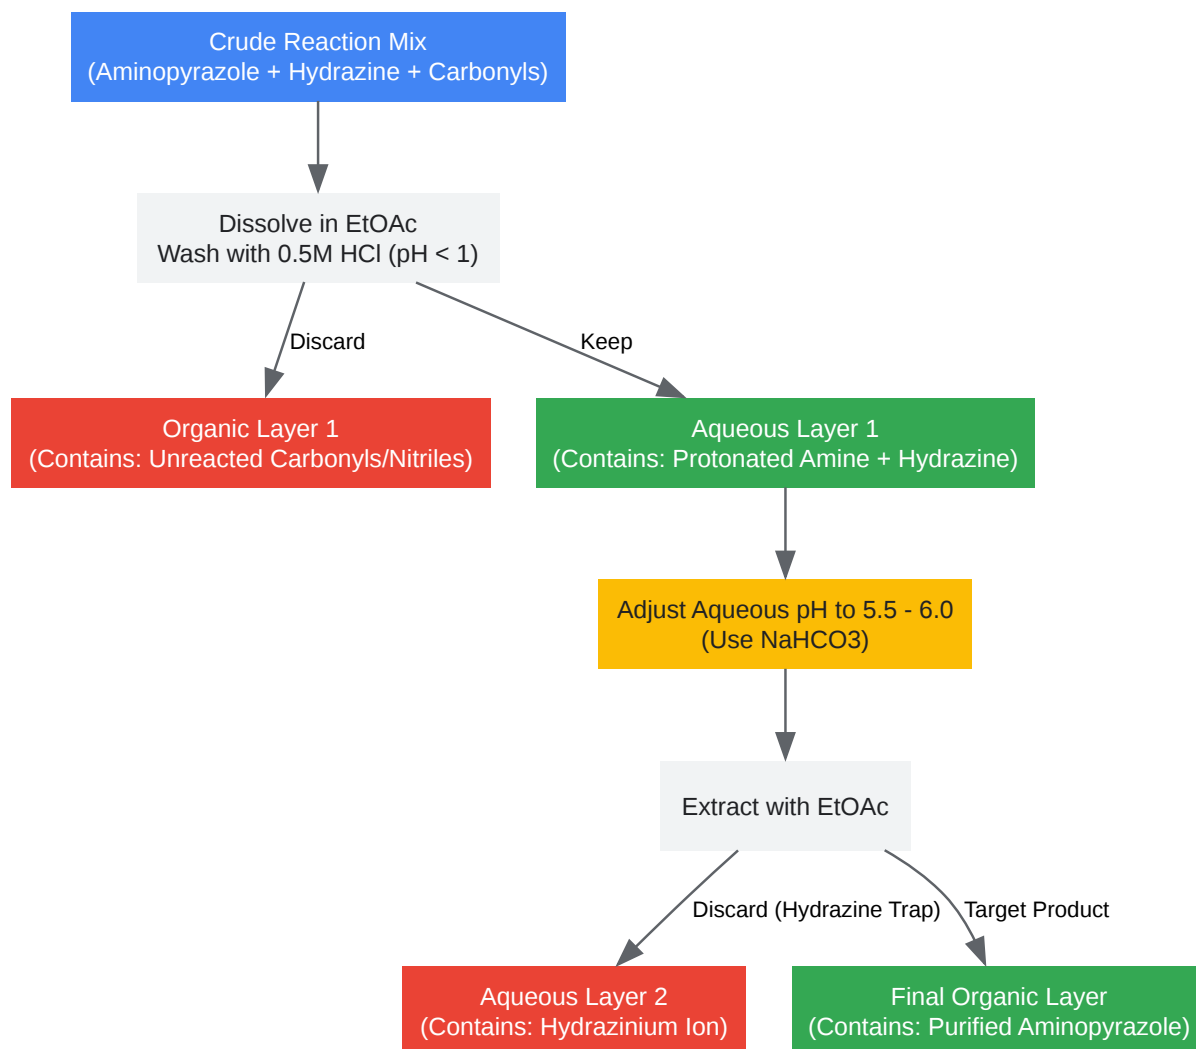 Crude Reaction Mix
(Aminopyrazole + Hydrazine + Carbonyls)
Dissolve in EtOAc
Wash with 0.5M HCl (pH < 1)
Discard
Keep
Organic Layer 1
(Contains: Unreacted Carbonyls/Nitriles)
Aqueous Layer 1
(Contains: Protonated Amine + Hydrazine)
Adjust Aqueous pH to 5.5 - 6.0
(Use NaHCO3)
Extract with EtOAc
Discard (Hydrazine Trap)
Target Product
Aqueous Layer 2
(Contains: Hydrazinium Ion)
Final Organic Layer
(Contains: Purified Aminopyrazole)